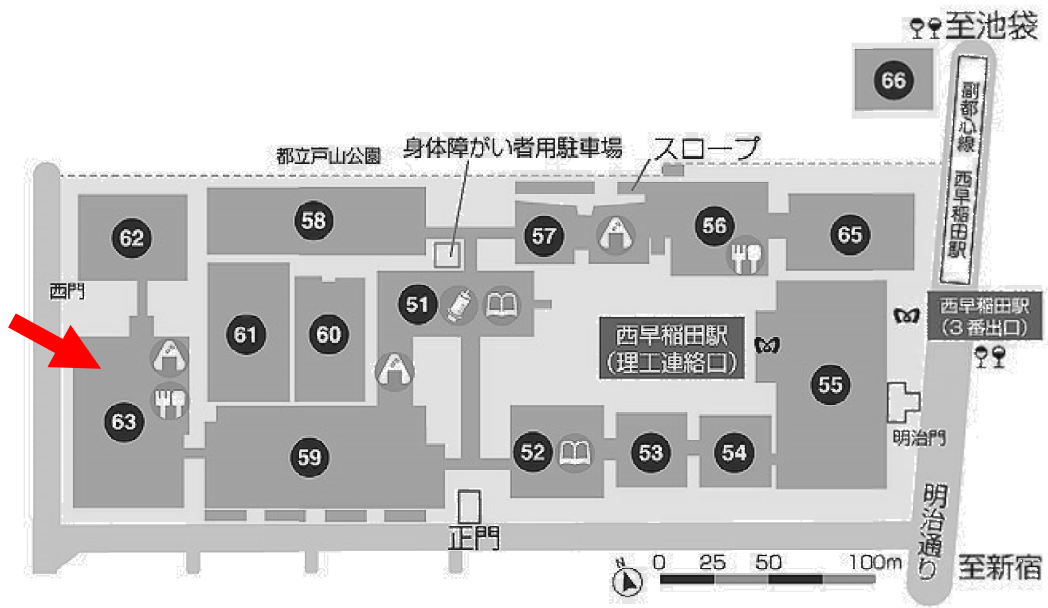 至池袋
66
副都心線 西早稲田駅
都立戸山公園
身体障がい者用駐車場
スロープ
62
58
57
56
65
西門
51
61
60
西早稲田駅
(理工連絡口)
西早稲田駅
(3番出口)
55
63
59
52
53
54
明治門
正門
明治通り
N
0 25 50 100m
至新宿